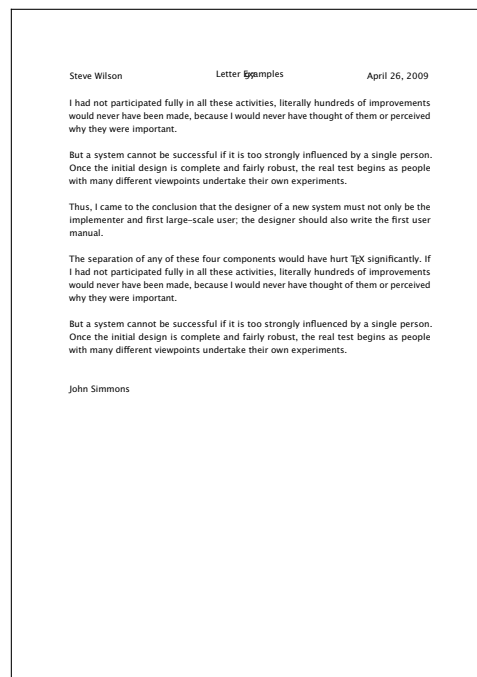 Steve Wilson Letter Examples April 26, 2009
I had not participated fully in all these activities, literally hundreds of improvements
would never have been made, because I would never have thought of them or perceived
why they were important.
But a system cannot be successful if it is too strongly influenced by a single person.
Once the initial design is complete and fairly robust, the real test begins as people
with many different viewpoints undertake their own experiments.
Thus, I came to the conclusion that the designer of a new system must not only be the
implementer and first large-scale user; the designer should also write the first user
manual.
The separation of any of these four components would have hurt TEX significantly. If
I had not participated fully in all these activities, literally hundreds of improvements
would never have been made, because I would never have thought of them or perceived
why they were important.
But a system cannot be successful if it is too strongly influenced by a single person.
Once the initial design is complete and fairly robust, the real test begins as people
with many different viewpoints undertake their own experiments.
John Simmons